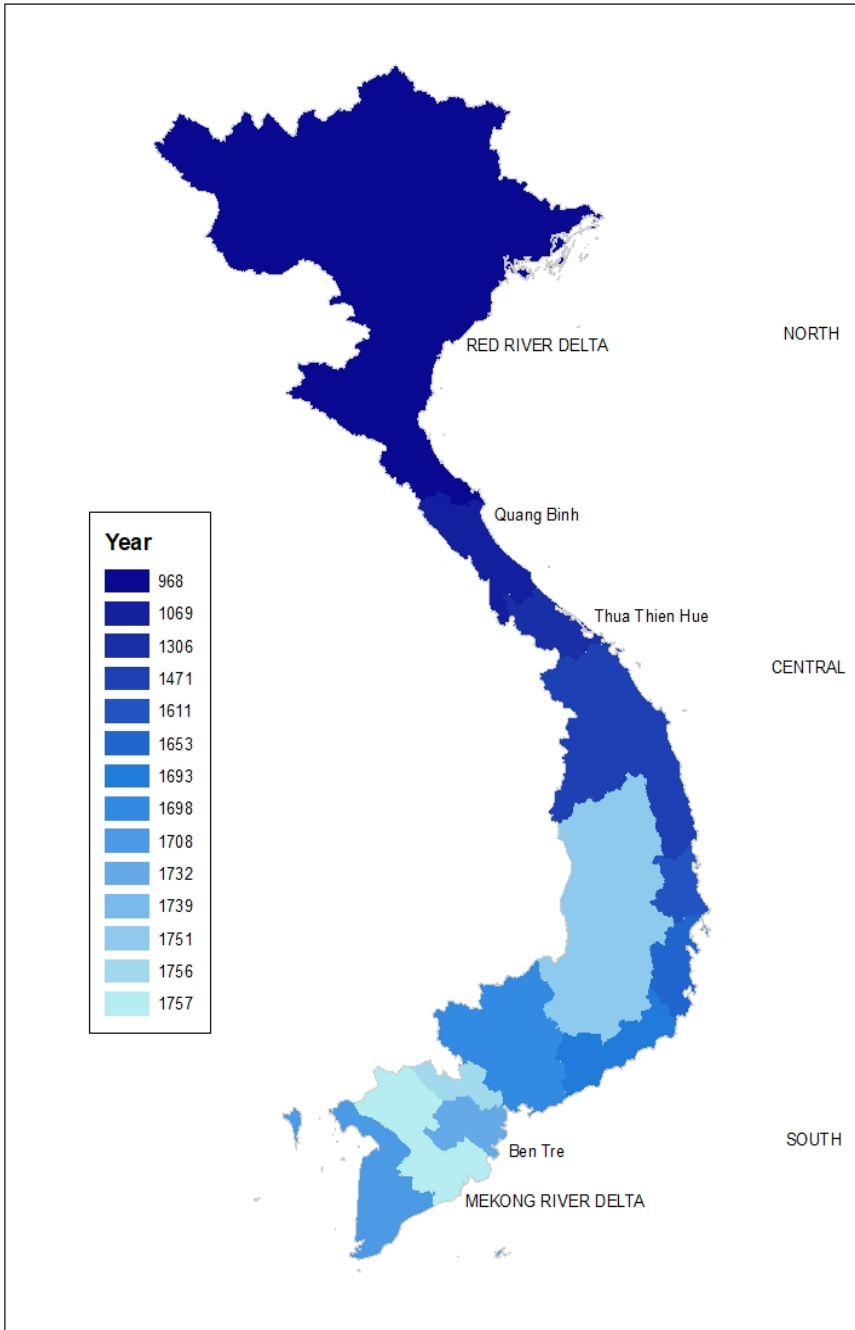 NORTH
RED RIVER DELTA
Quang Binh
Year
968
1069
1306
1471
1611
1653
1693
1698
1708
1732
1739
1751
1756
1757
Thua Thien Hue
CENTRAL
SOUTH
Ben Tre
MEKONG RIVER DELTA